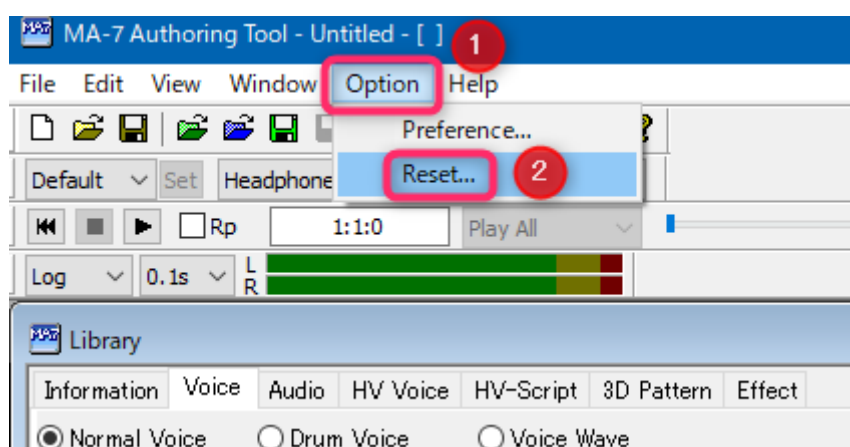 MA-7 Authoring Tool - Untitled - [ ] 1
File Edit View Window Option Help
Preference...
Default Set Headphone Reset... 2
Rp 1:1:0 Play All
Log 0.1s L
R
Library
Information Voice Audio HV Voice HV-Script 3D Pattern Effect
Normal Voice Drum Voice Voice Wave